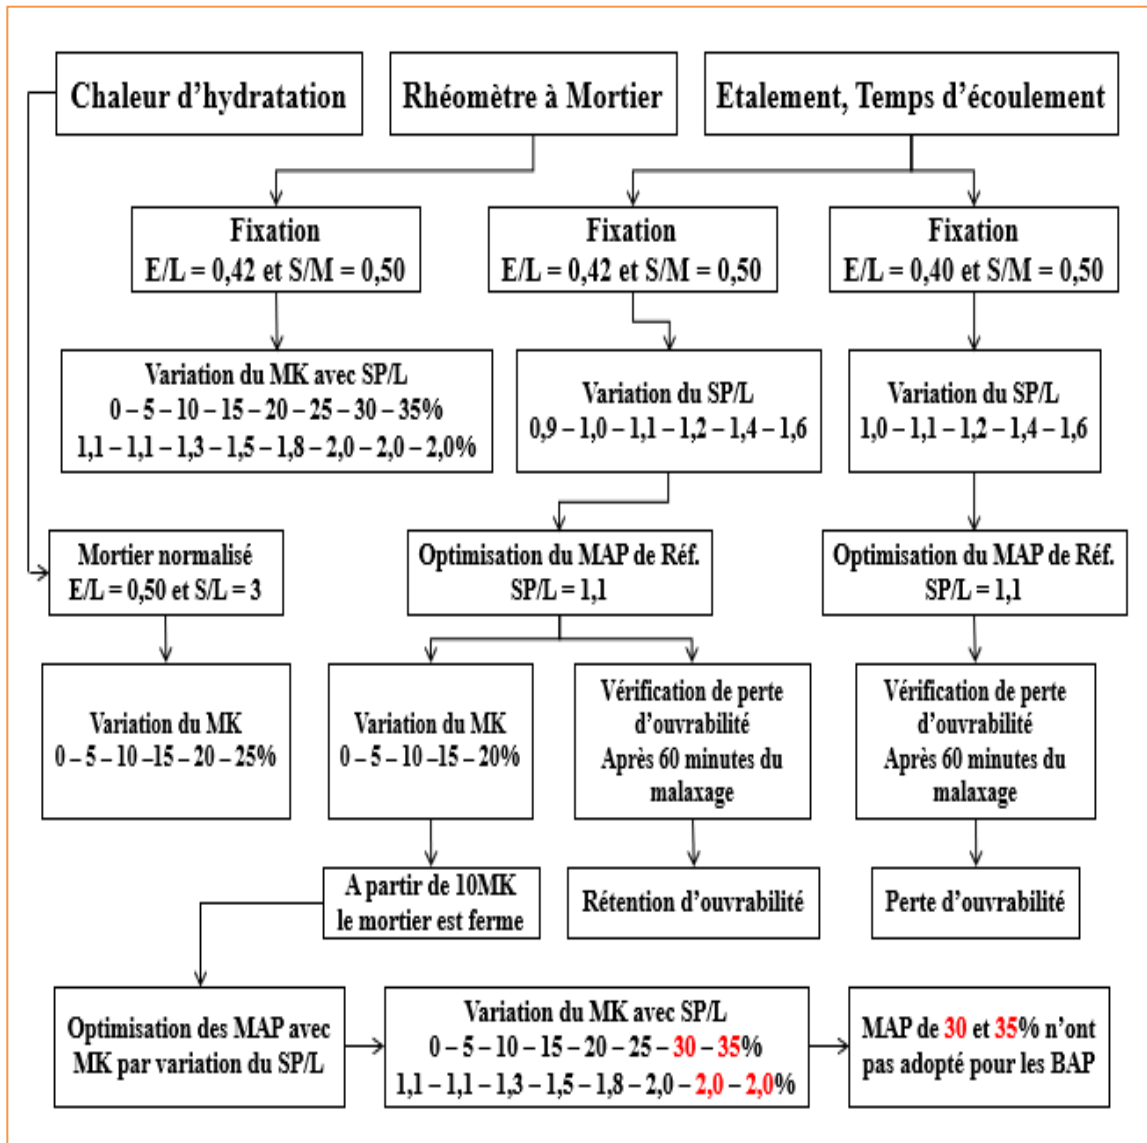 Chaleur d’hydratation
Rhéomètre à Mortier
Etalement, Temps d’écoulement
Fixation
E/L = 0,42 et S/M = 0,50
Fixation
E/L = 0,42 et S/M = 0,50
Fixation
E/L = 0,40 et S/M = 0,50
Variation du MK avec SP/L
0 – 5 – 10 – 15 – 20 – 25 – 30 – 35%
1,1 – 1,1 – 1,3 – 1,5 – 1,8 – 2,0 – 2,0 – 2,0%
Variation du SP/L
0,9 – 1,0 – 1,1 – 1,2 – 1,4 – 1,6
Variation du SP/L
1,0 – 1,1 – 1,2 – 1,4 – 1,6
Mortier normalisé
E/L = 0,50 et S/L = 3
Optimisation du MAP de Réf.
SP/L = 1,1
Optimisation du MAP de Réf.
SP/L = 1,1
Variation du MK
0 – 5 – 10 –15 – 20 – 25%
Variation du MK
0 – 5 – 10 –15 – 20%
Vérification de perte
d’ouvrabilité
Après 60 minutes du
malaxage
Vérification de perte
d’ouvrabilité
Après 60 minutes du
malaxage
A partir de 10MK
le mortier est ferme
Rétention d’ouvrabilité
Perte d’ouvrabilité
Optimisation des MAP avec
MK par variation du SP/L
Variation du MK avec SP/L
0 – 5 – 10 – 15 – 20 – 25 – 30 – 35%
1,1 – 1,1 – 1,3 – 1,5 – 1,8 – 2,0 – 2,0 – 2,0%
MAP de 30 et 35% n’ont
pas adopté pour les BAP